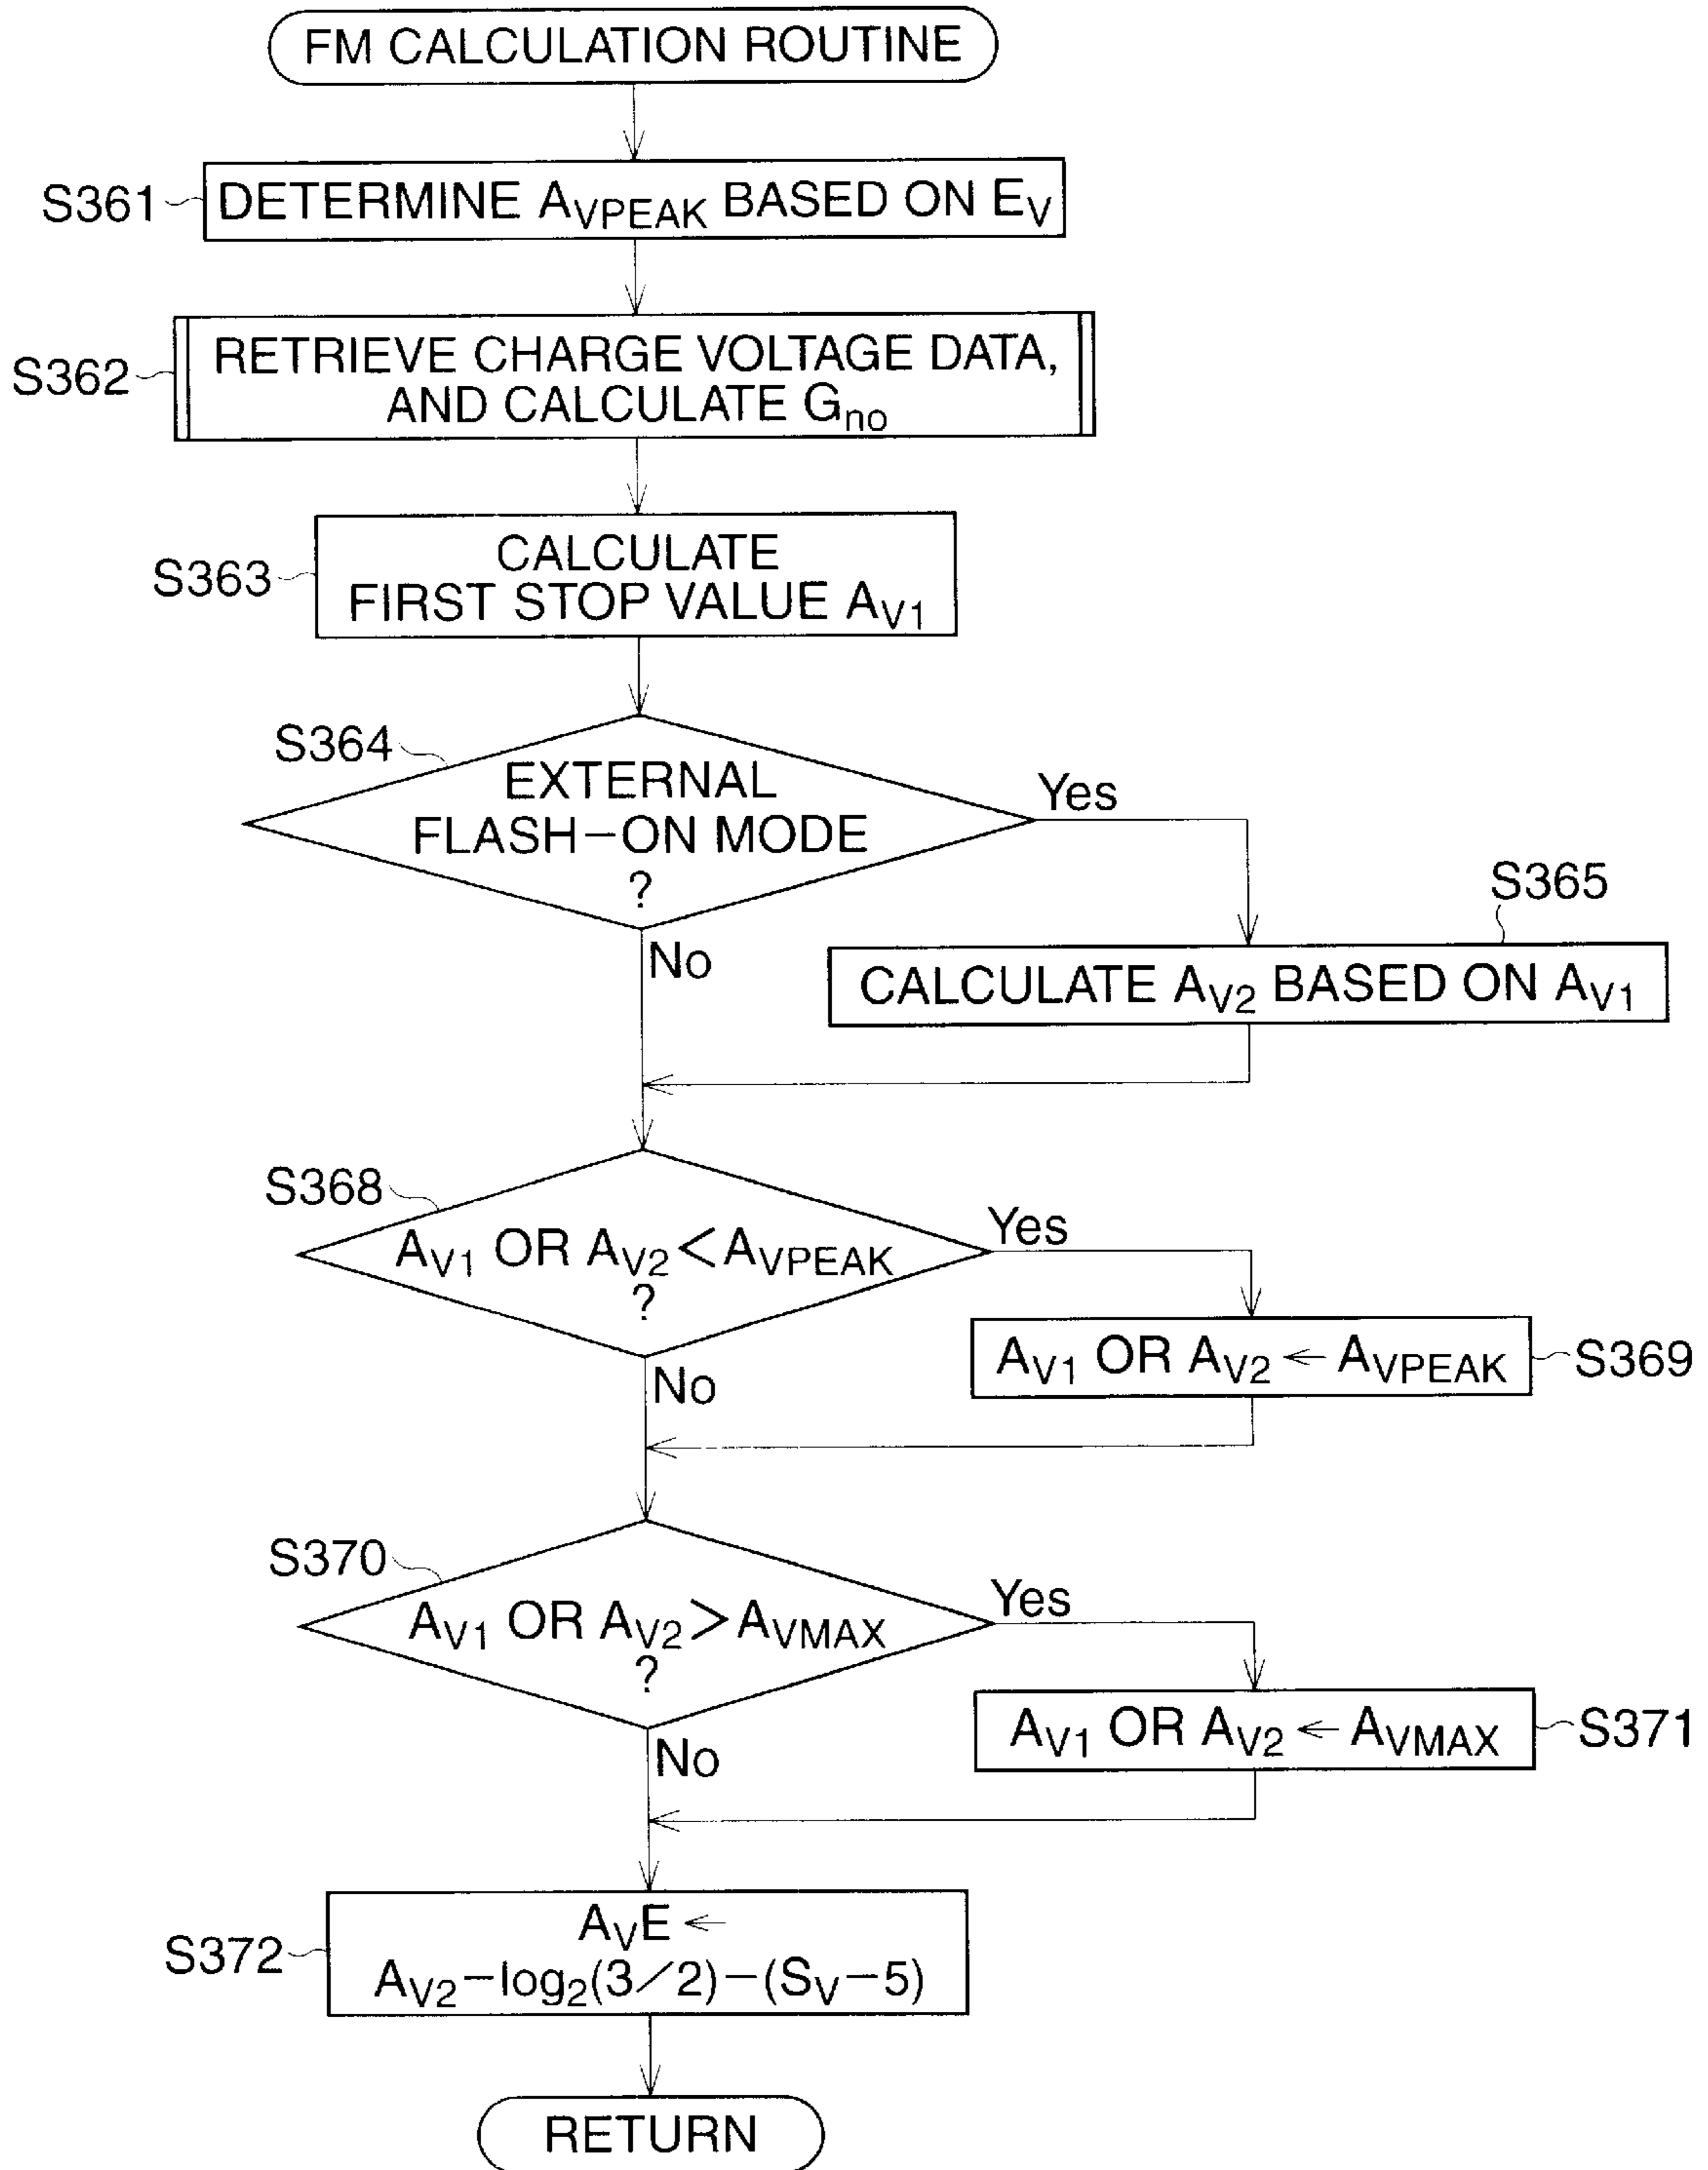 FM CALCULATION ROUTINE
S361
DETERMINE AVPEAK BASED ON EV
S362
RETRIEVE CHARGE VOLTAGE DATA,
AND CALCULATE Gno
S363
CALCULATE
FIRST STOP VALUE AV1
S364
EXTERNAL
FLASH-ON MODE
?
Yes
No
S365
CALCULATE AV2 BASED ON AV1
S368
AV1 OR AV2<AVPEAK
?
Yes
No
AV1 OR AV2 ← AVPEAK
S369
S370
AV1 OR AV2>AVMAX
?
Yes
No
AV1 OR AV2 ← AVMAX
S371
S372
AVE ←
AV2-log2(3/2)-(SV-5)
RETURN